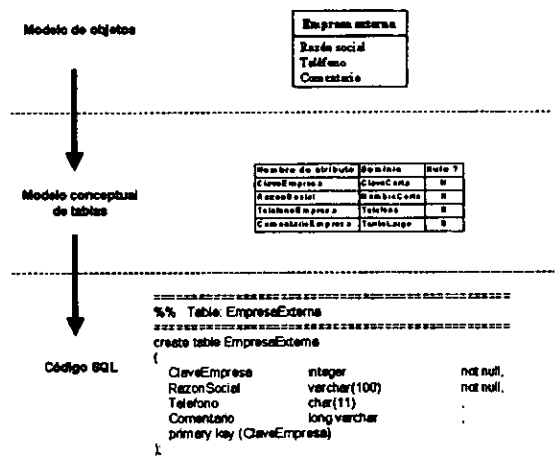 Modelo de objetos
Empresa externa
Razón social
Teléfono
Comentario
Modelo conceptual
de tablas
Nombre de atributo Dominio Nulo ?
ClaveEmpresa ClaveCorta N
RazonSocial NombreCorto N
TelefonoEmpresa Telefono
ComentarioEmpresa TextoLargo
Código SQL
%% Table: EmpresaExterna
create table EmpresaExterna
(
ClaveEmpresa integer not null,
RazonSocial varchar(100) not null,
Telefono char(11) ,
Comentario long varchar ,
primary key (ClaveEmpresa)
);